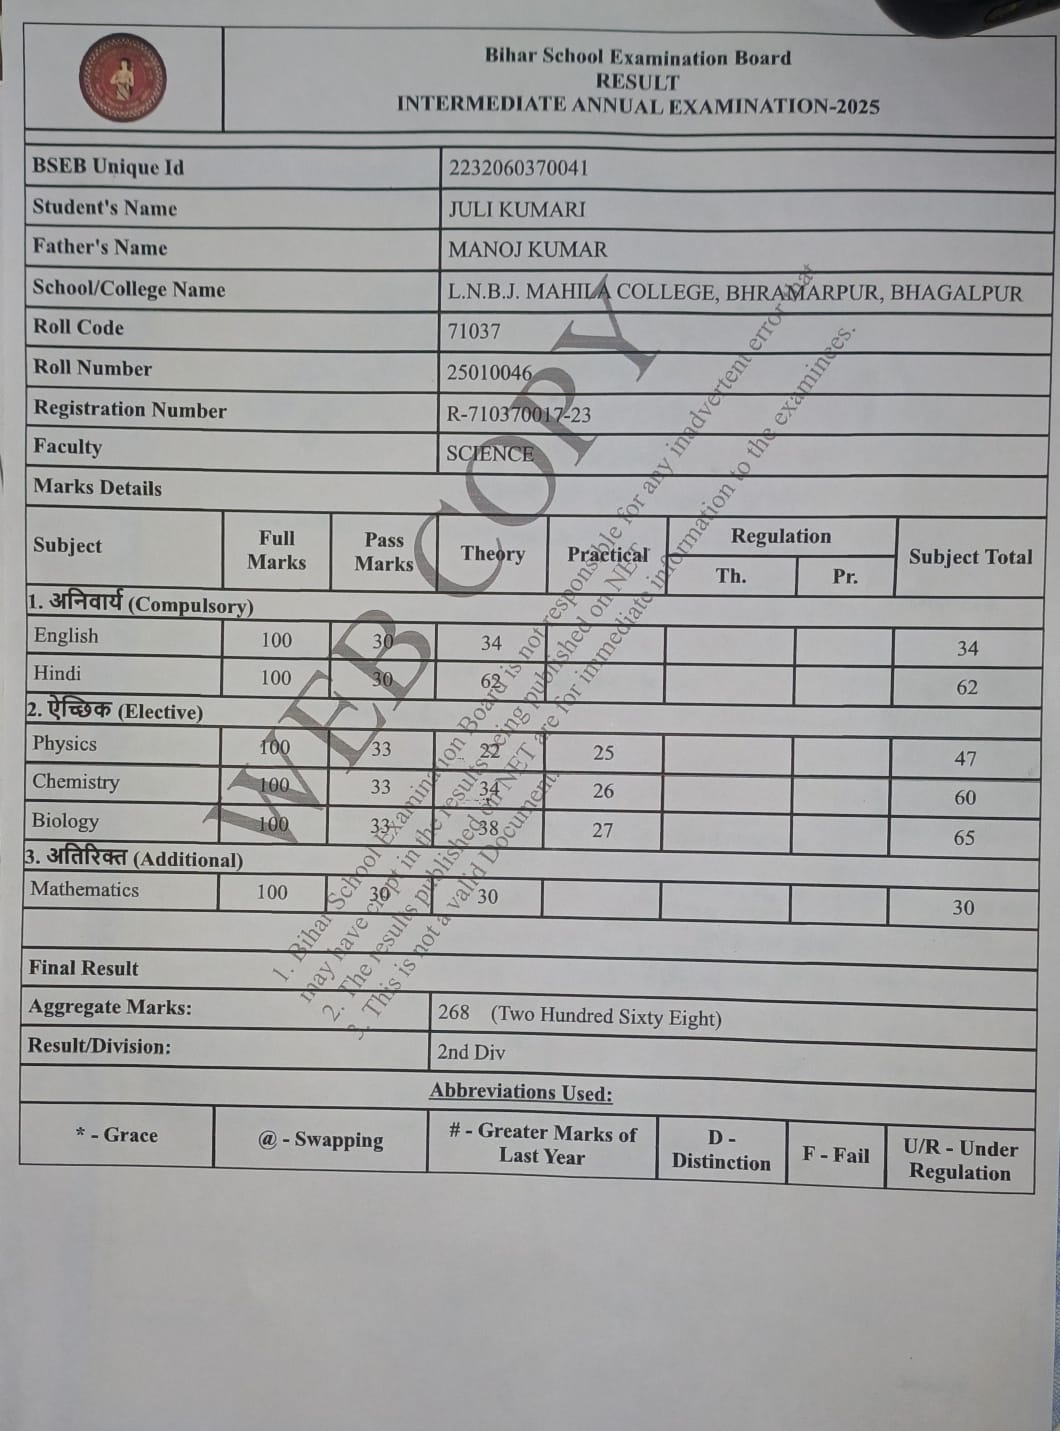 Bihar School Examination Board
RESULT
INTERMEDIATE ANNUAL EXAMINATION-2025
BSEB Unique Id 2232060370041
Student's Name JULI KUMARI
Father's Name MANOJ KUMAR
School/College Name L.N.B.J. MAHILA COLLEGE, BHRAMARPUR, BHAGALPUR
Roll Code 71037
Roll Number 25010046
Registration Number R-710370017-23
Faculty SCIENCE
Marks Details
Subject Full Marks Pass Marks Theory Practical Regulation Th. Pr. Subject Total
1. अनिवार्य (Compulsory)
English 100 30 34 34
Hindi 100 30 62 62
2. ऐच्छिक (Elective)
Physics 100 33 22 25 47
Chemistry 100 33 34 26 60
Biology 100 33 38 27 65
3. अतिरिक्त (Additional)
Mathematics 100 30 30 30
Final Result
Aggregate Marks: 268 (Two Hundred Sixty Eight)
Result/Division: 2nd Div
Abbreviations Used:
* - Grace @ - Swapping # - Greater Marks of Last Year D - Distinction F - Fail U/R - Under Regulation
WEB COPY
1. Bihar School Examination Board is not responsible for any inadvertent error that
may have crept in the results being published on NET.
2. The results published on NET are for immediate information to the examinees.
3. This is not a valid Document.